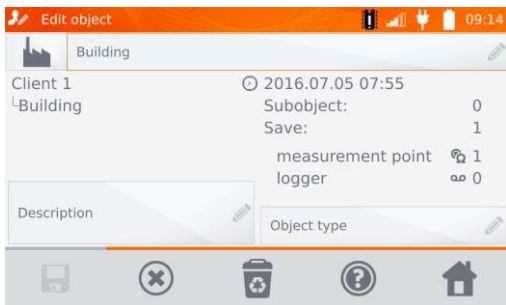 Edit object
09:14
Building
Client 1
└Building
2016.07.05 07:55
Subobject: 0
Save: 1
measurement point 1
logger 0
Description
Object type